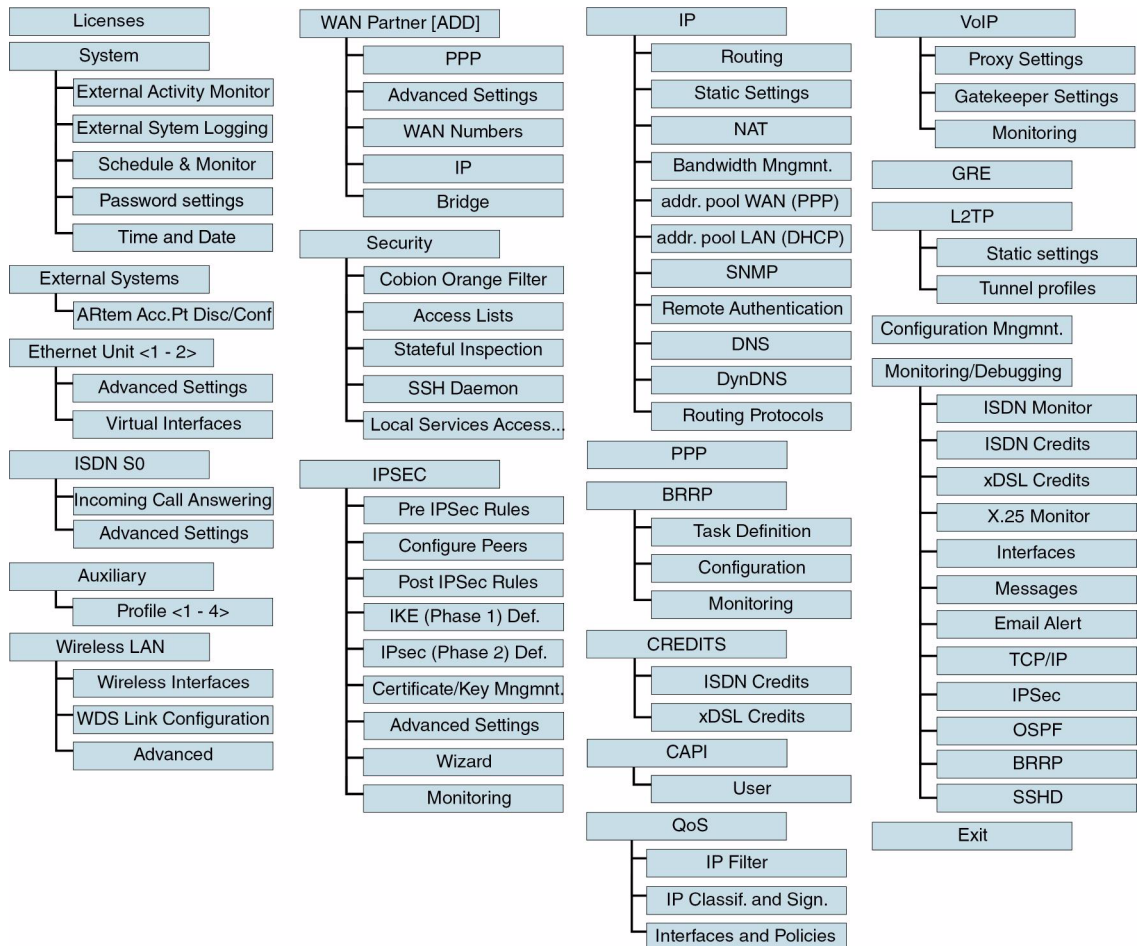 Licenses
System
External Activity Monitor
External Sytem Logging
Schedule & Monitor
Password settings
Time and Date
External Systems
ARtem Acc.Pt Disc/Conf
Ethernet Unit <1 - 2>
Advanced Settings
Virtual Interfaces
ISDN S0
Incoming Call Answering
Advanced Settings
Auxiliary
Profile <1 - 4>
Wireless LAN
Wireless Interfaces
WDS Link Configuration
Advanced
WAN Partner [ADD]
PPP
Advanced Settings
WAN Numbers
IP
Bridge
Security
Cobion Orange Filter
Access Lists
Stateful Inspection
SSH Daemon
Local Services Access...
IPSEC
Pre IPSec Rules
Configure Peers
Post IPSec Rules
IKE (Phase 1) Def.
IPsec (Phase 2) Def.
Certificate/Key Mngmnt.
Advanced Settings
Wizard
Monitoring
IP
Routing
Static Settings
NAT
Bandwidth Mngmnt.
addr. pool WAN (PPP)
addr. pool LAN (DHCP)
SNMP
Remote Authentication
DNS
DynDNS
Routing Protocols
PPP
BRRP
Task Definition
Configuration
Monitoring
CREDITS
ISDN Credits
xDSL Credits
CAPI
User
QoS
IP Filter
IP Classif. and Sign.
Interfaces and Policies
VoIP
Proxy Settings
Gatekeeper Settings
Monitoring
GRE
L2TP
Static settings
Tunnel profiles
Configuration Mngmnt.
Monitoring/Debugging
ISDN Monitor
ISDN Credits
xDSL Credits
X.25 Monitor
Interfaces
Messages
Email Alert
TCP/IP
IPSec
OSPF
BRRP
SSHD
Exit